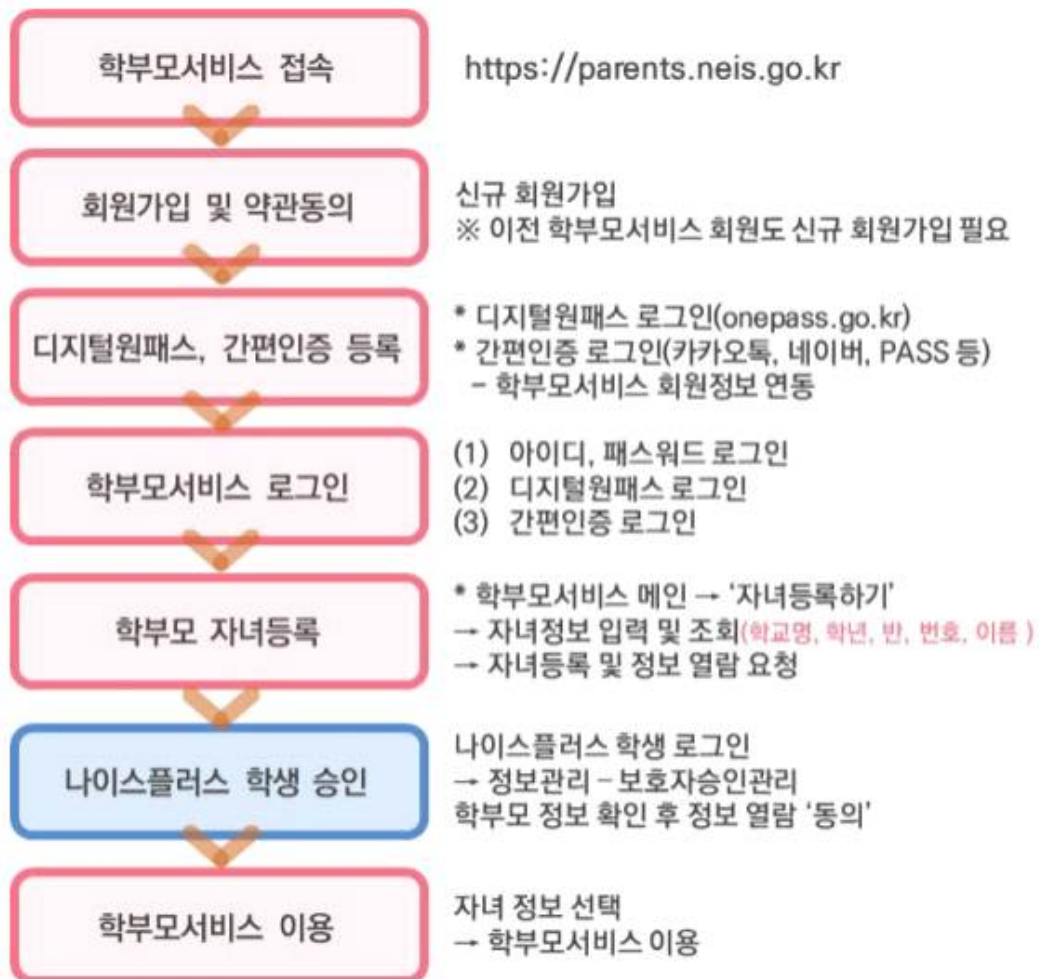 학부모서비스 접속
https://parents.neis.go.kr
회원가입 및 약관동의
신규 회원가입
※ 이전 학부모서비스 회원도 신규 회원가입 필요
디지털원패스, 간편인증 등록
* 디지털원패스 로그인(onepass.go.kr)
* 간편인증 로그인(카카오톡, 네이버, PASS 등)
- 학부모서비스 회원정보 연동
학부모서비스 로그인
(1) 아이디, 패스워드 로그인
(2) 디지털원패스 로그인
(3) 간편인증 로그인
학부모 자녀등록
* 학부모서비스 메인 → ‘자녀등록하기’
→ 자녀정보 입력 및 조회(학교명, 학년, 반, 번호, 이름 )
→ 자녀등록 및 정보 열람 요청
나이스플러스 학생 승인
나이스플러스 학생 로그인
→ 정보관리 – 보호자승인관리
학부모 정보 확인 후 정보 열람 ‘동의’
학부모서비스 이용
자녀 정보 선택
→ 학부모서비스 이용